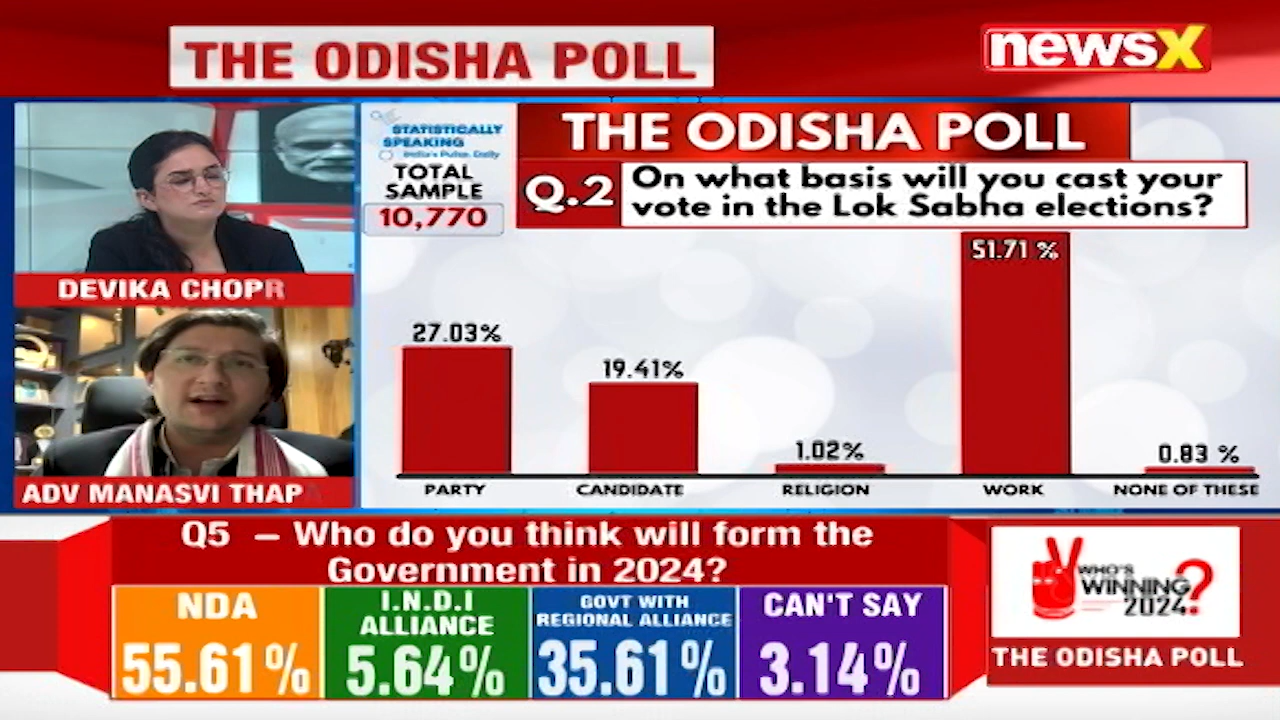 THE ODISHA POLL
newsX
STATISTICALLY
SPEAKING
India's Pulse, Daily
TOTAL
SAMPLE
10,770
THE ODISHA POLL
Q.2
On what basis will you cast your
vote in the Lok Sabha elections?
DEVIKA CHOPR
ADV MANASVI THAP
27.03%
19.41%
1.02%
51.71 %
0.83 %
PARTY
CANDIDATE
RELIGION
WORK
NONE OF THESE
Q5 – Who do you think will form the
Government in 2024?
NDA
55.61%
I.N.D.I
ALLIANCE
5.64%
GOVT WITH
REGIONAL ALLIANCE
35.61%
CAN'T SAY
3.14%
WHO'S
WINNING
2024?
THE ODISHA POLL